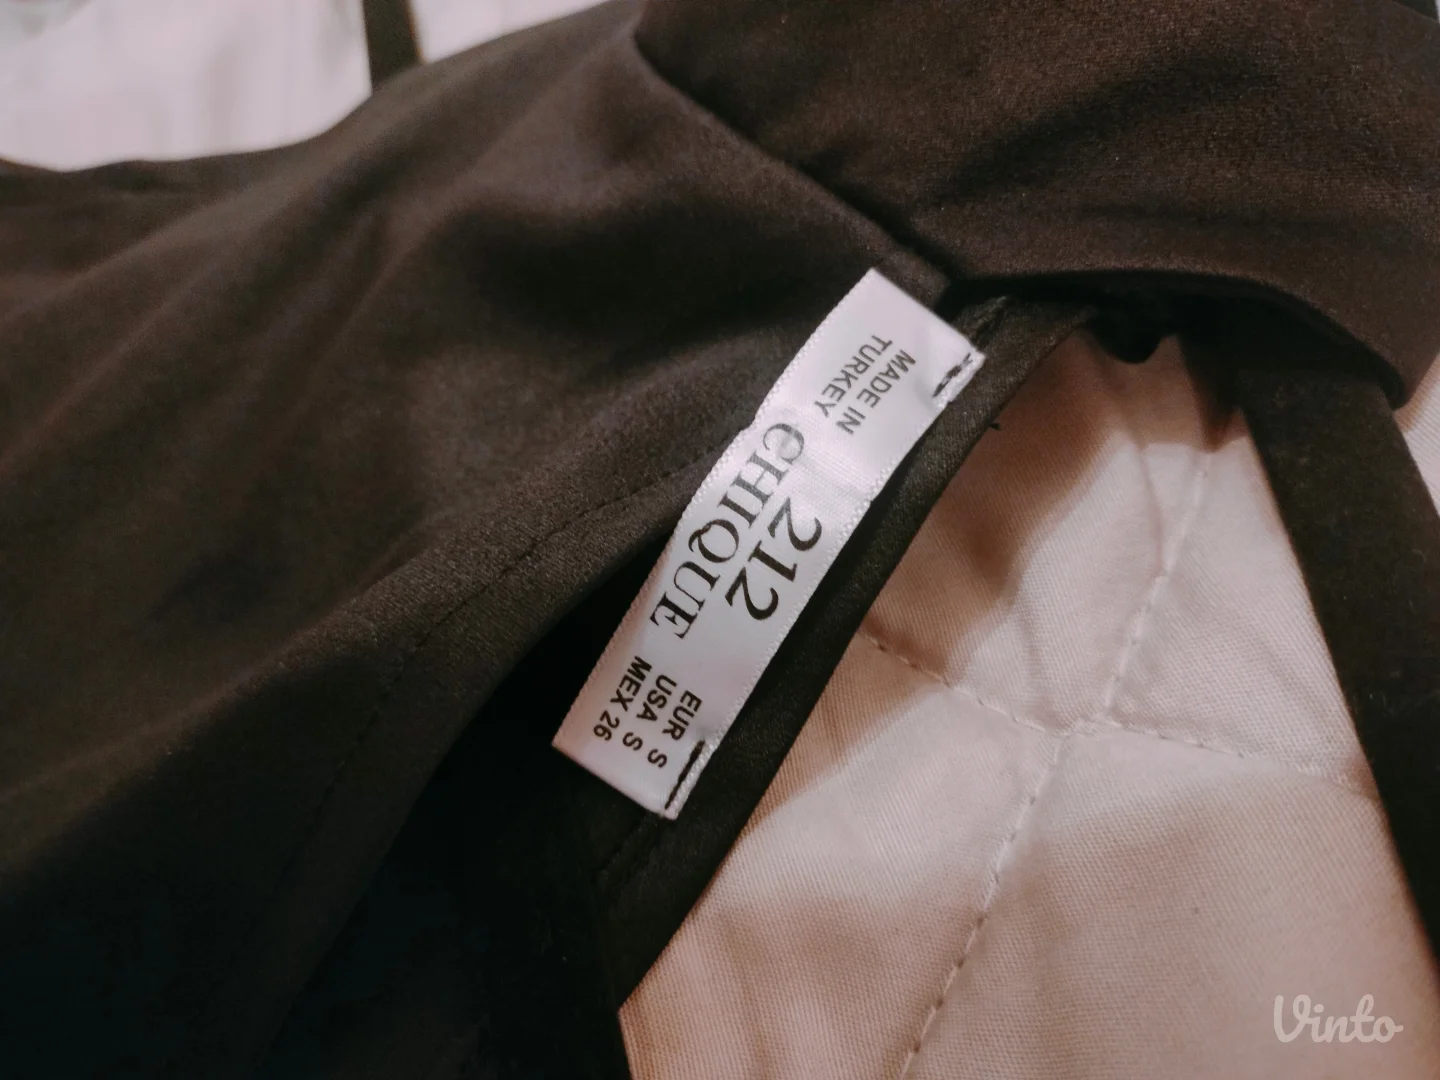 MADE IN
TURKEY
212
CHIQUE
EUR S
USA S
MEX 26
Vinto